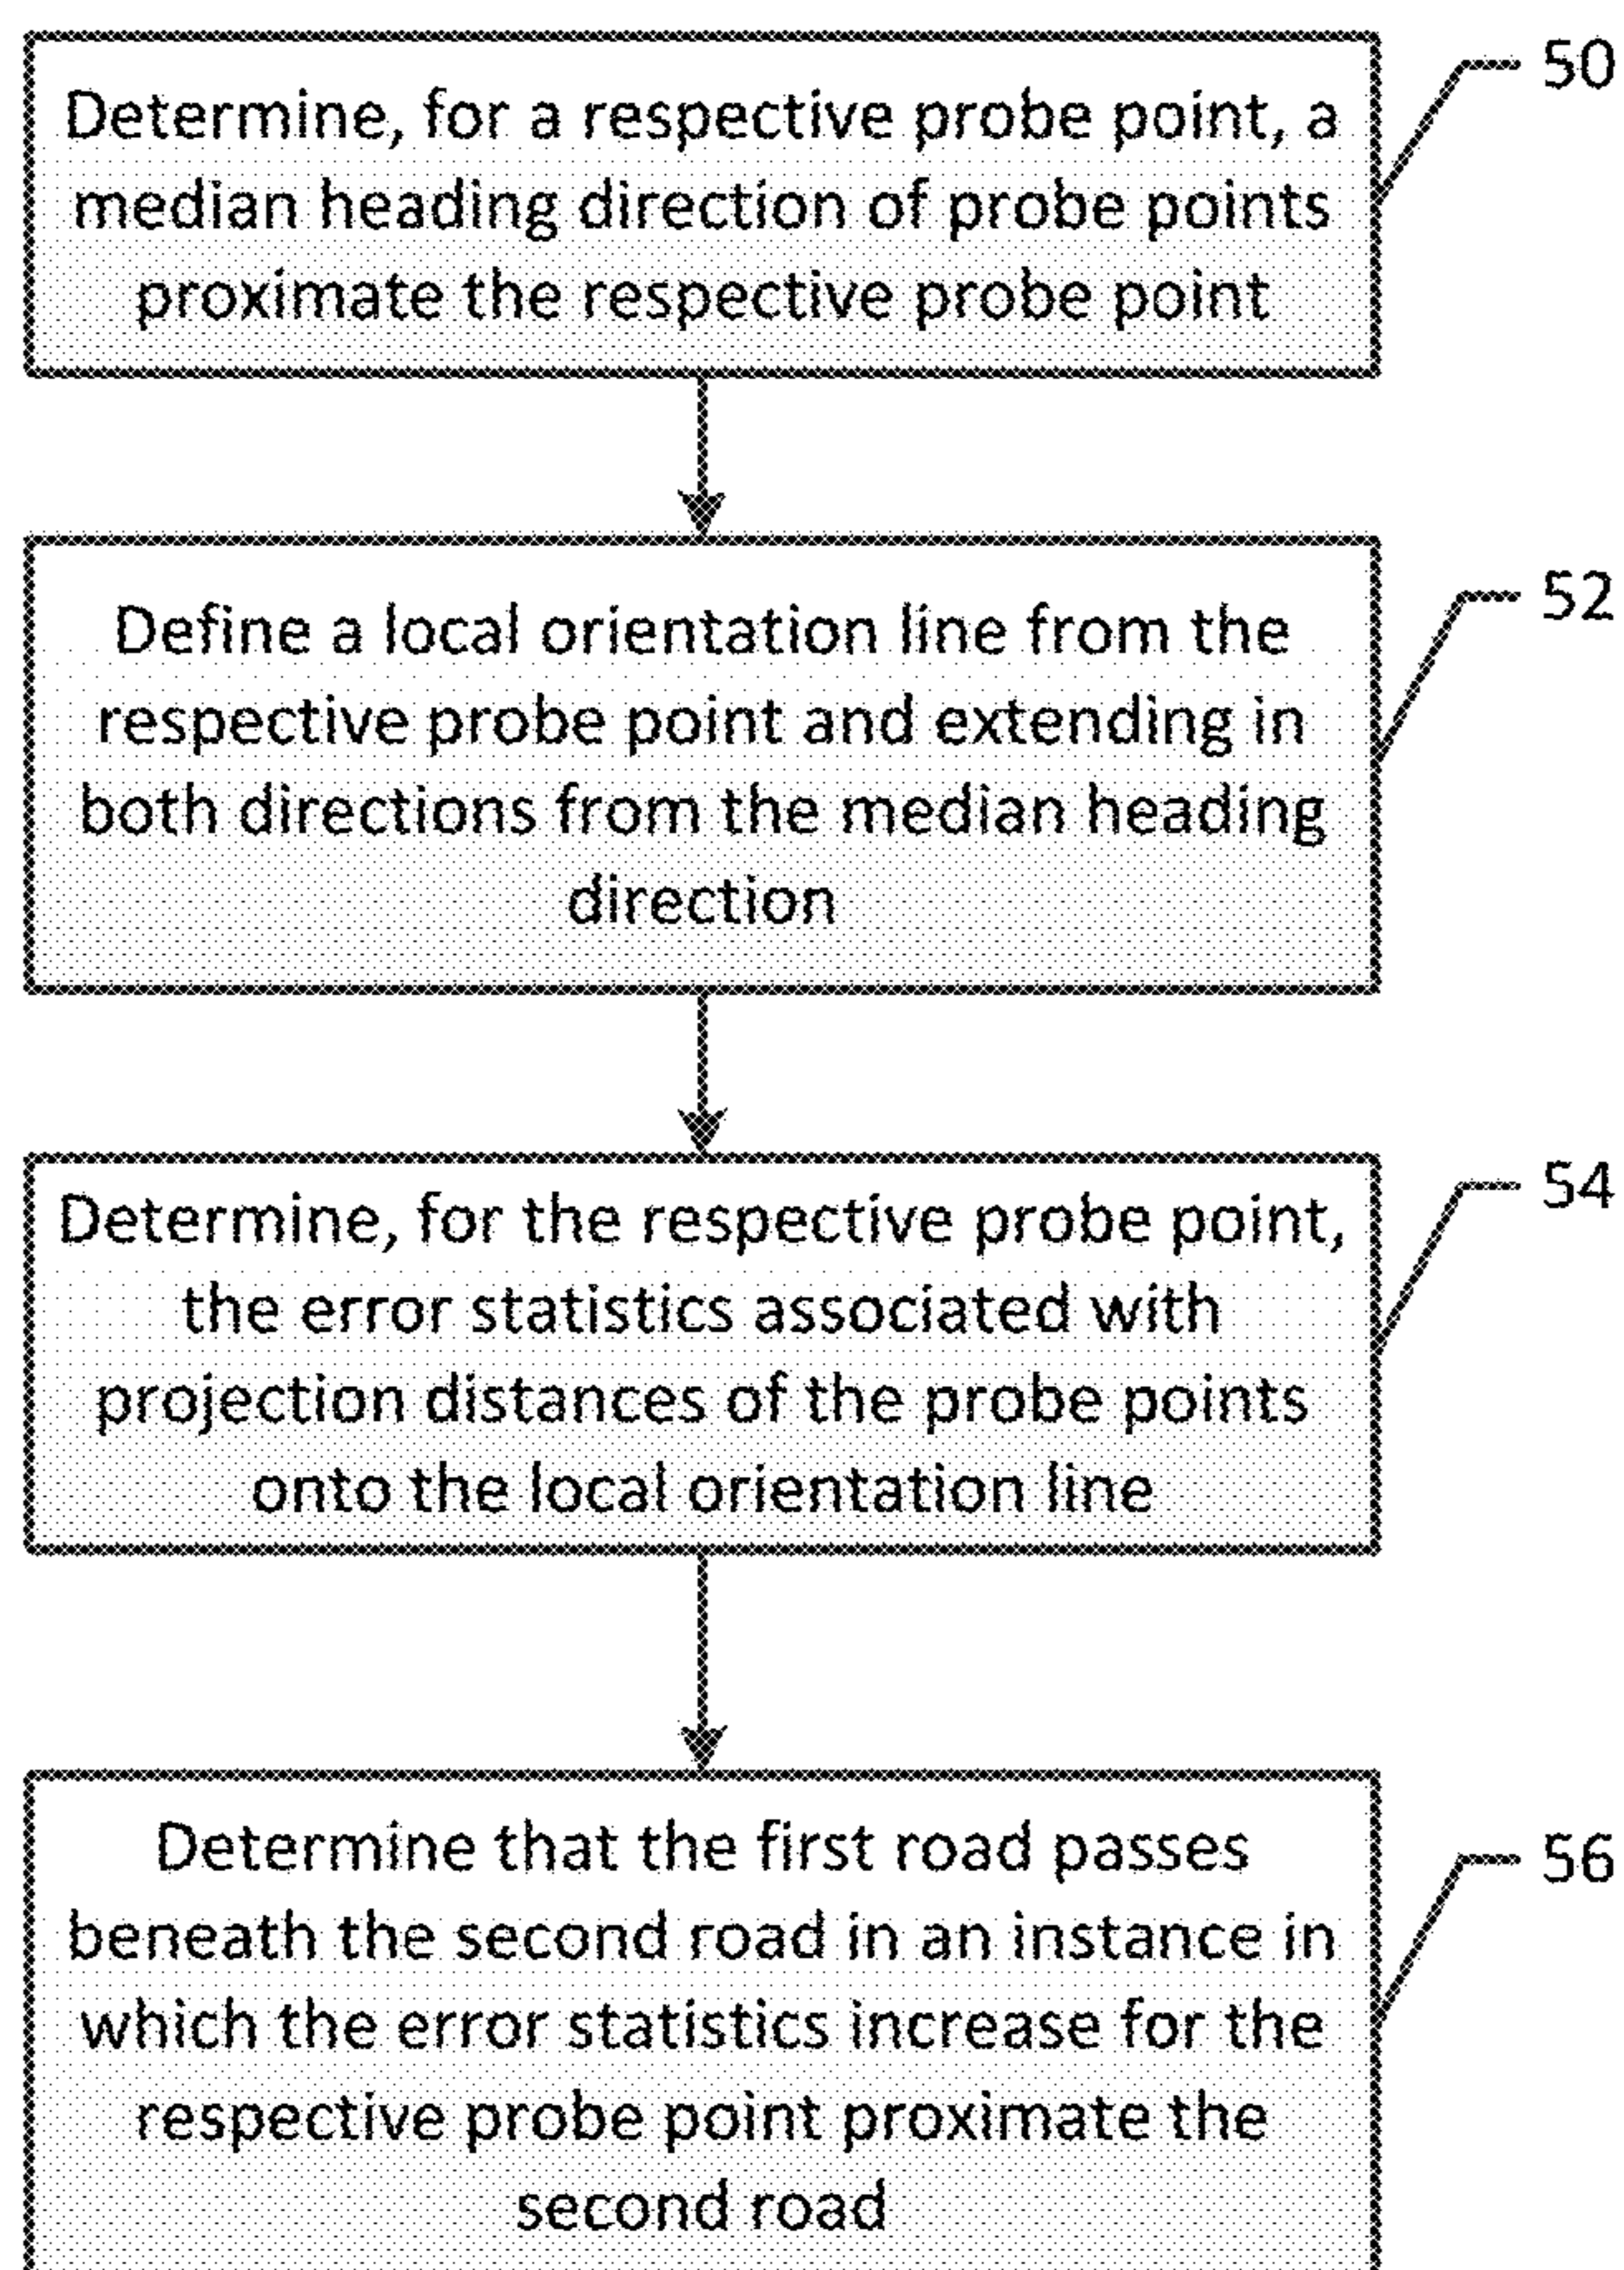 Determine, for a respective probe point, a
median heading direction of probe points
proximate the respective probe point
50
Define a local orientation line from the
respective probe point and extending in
both directions from the median heading
direction
52
Determine, for the respective probe point,
the error statistics associated with
projection distances of the probe points
onto the local orientation line
54
Determine that the first road passes
beneath the second road in an instance in
which the error statistics increase for the
respective probe point proximate the
second road
56